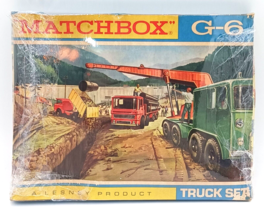 MATCHBOX" G-6
A LESNEY PRODUCT TRUCK SET